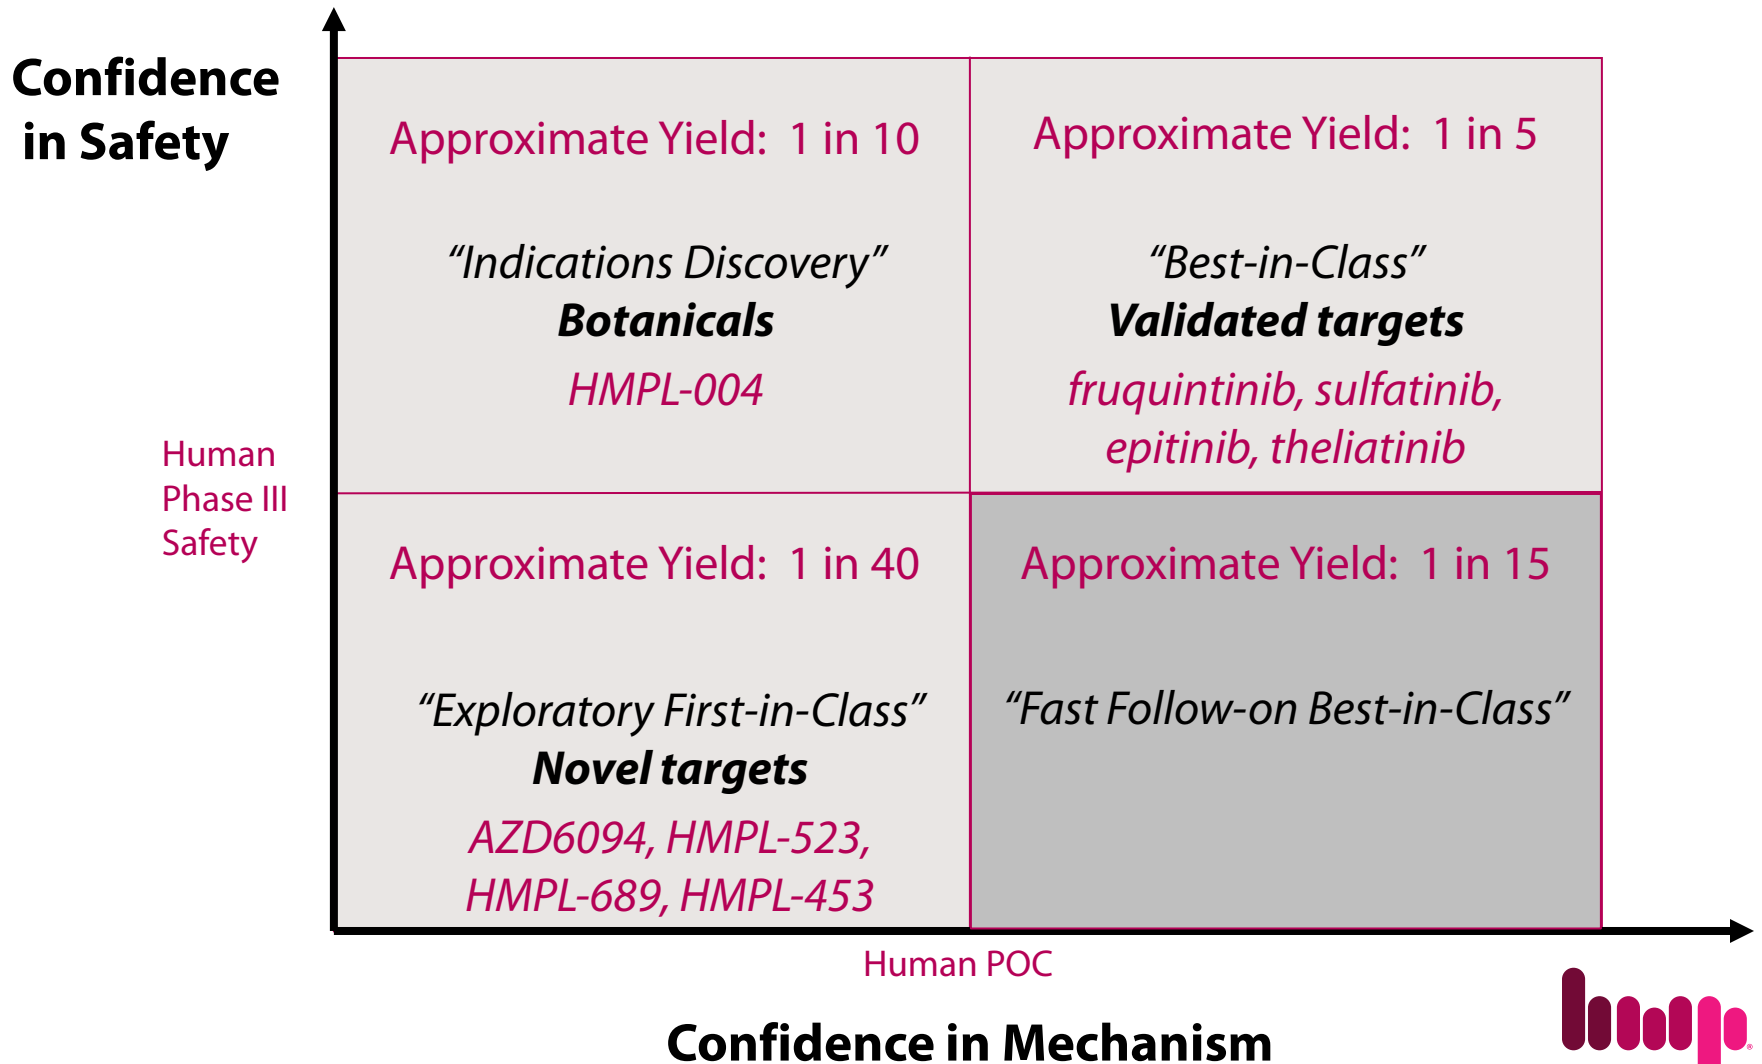 Confidence
in Safety
Approximate Yield: 1 in 10
“Indications Discovery”
Botanicals
HMPL-004
Approximate Yield: 1 in 5
“Best-in-Class”
Validated targets
fruquintinib, sulfatinib,
epitinib, theliatinib
Human
Phase III
Safety
Approximate Yield: 1 in 40
“Exploratory First-in-Class”
Novel targets
AZD6094, HMPL-523,
HMPL-689, HMPL-453
Approximate Yield: 1 in 15
“Fast Follow-on Best-in-Class”
Human POC
Confidence in Mechanism